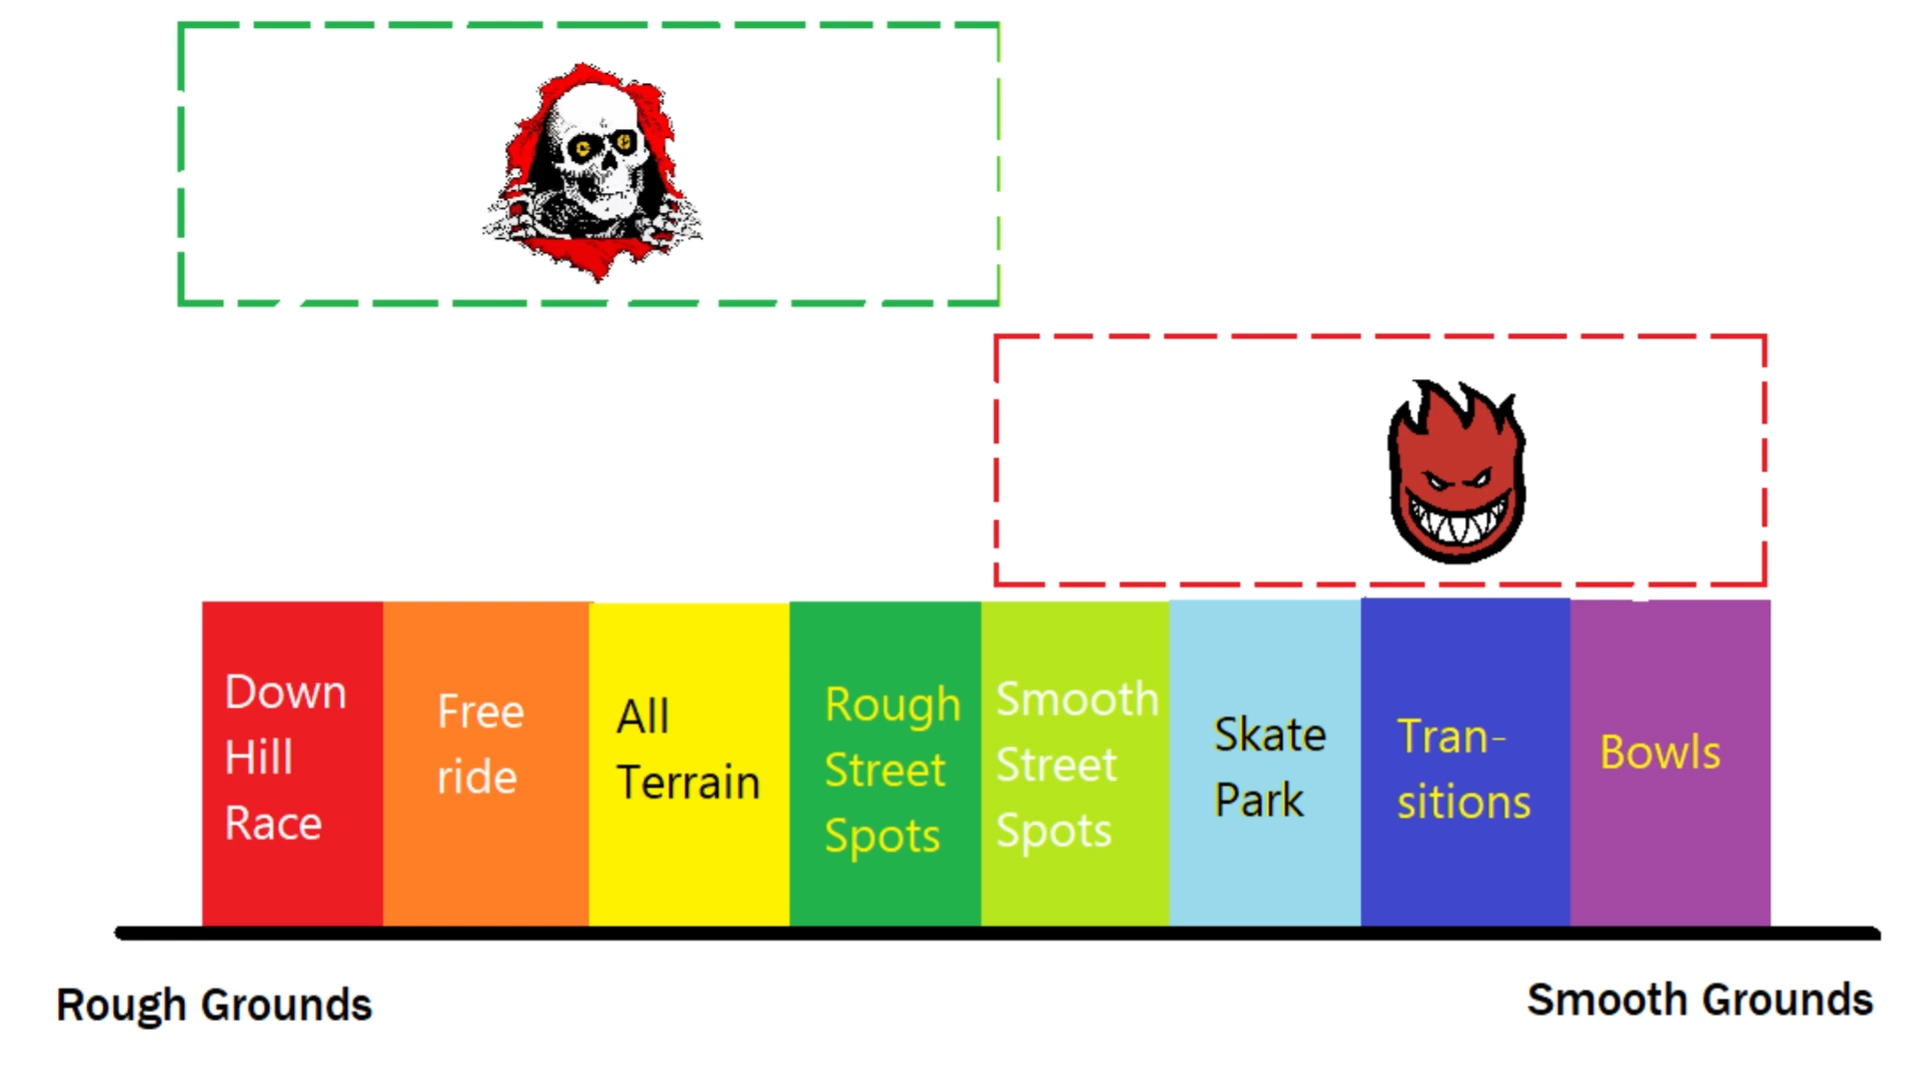 Down
Hill
Race
Free
ride
All
Terrain
Rough
Street
Spots
Smooth
Street
Spots
Skate
Park
Tran-
sitions
Bowls
Rough Grounds
Smooth Grounds